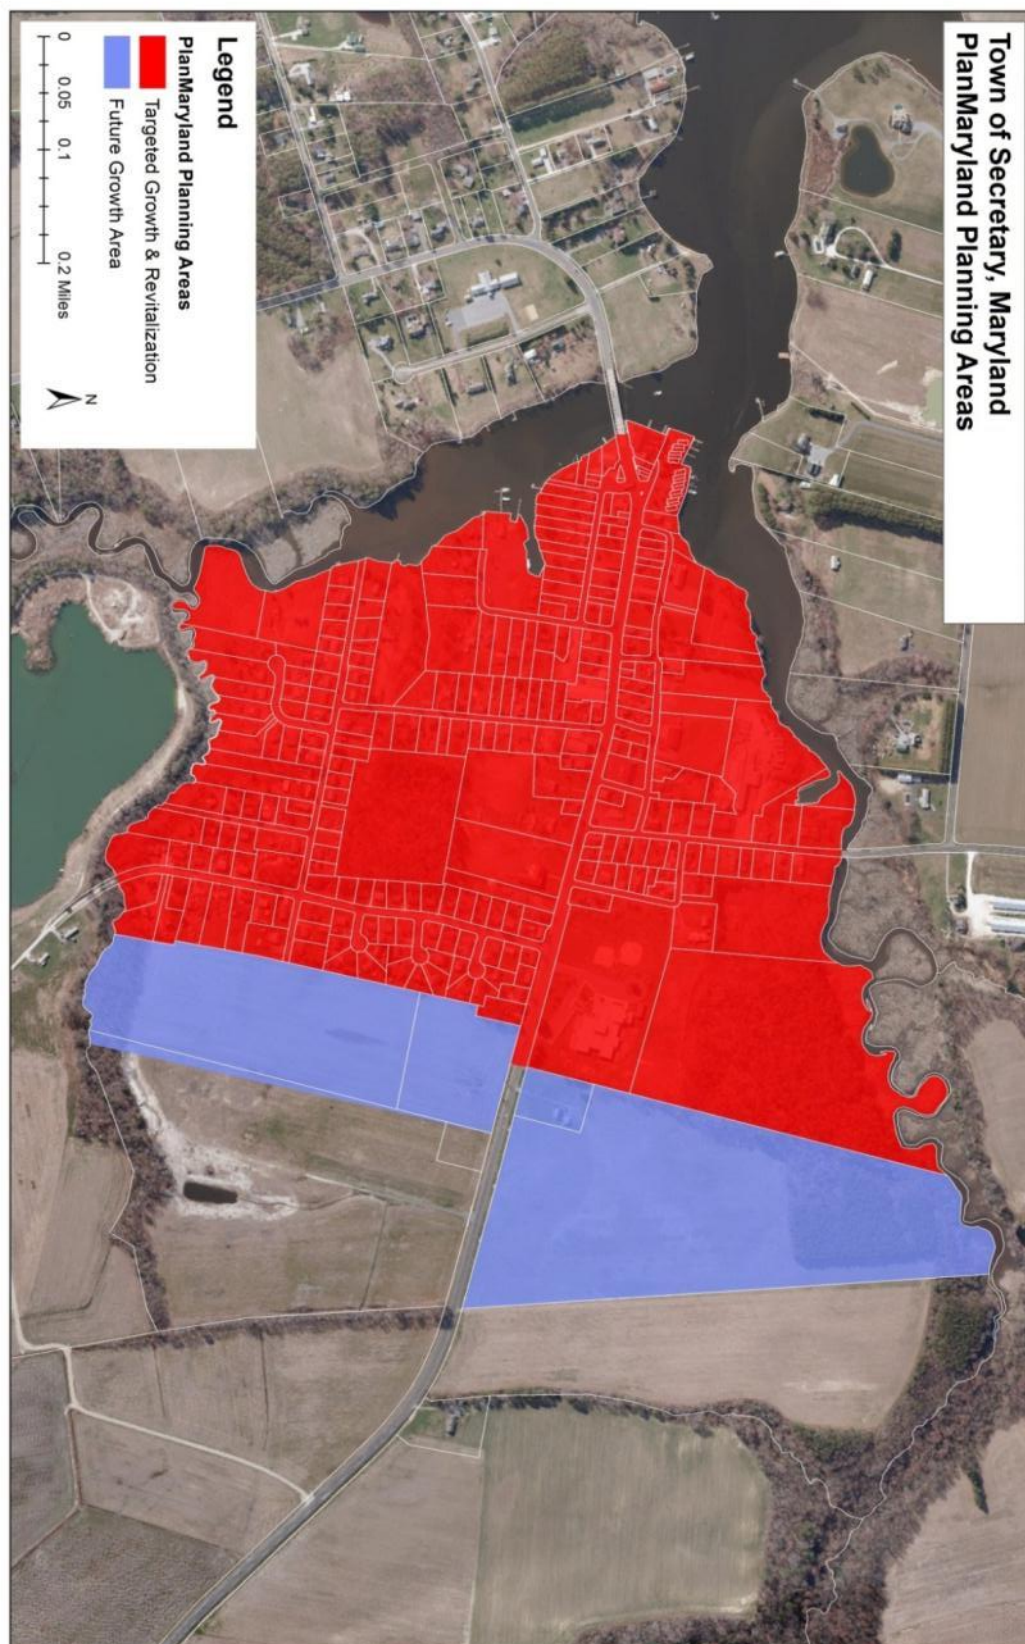 Town of Secretary, Maryland
PlanMaryland Planning Areas
Legend
PlanMaryland Planning Areas
Targeted Growth & Revitalization
Future Growth Area
0 0.05 0.1 0.2 Miles
N